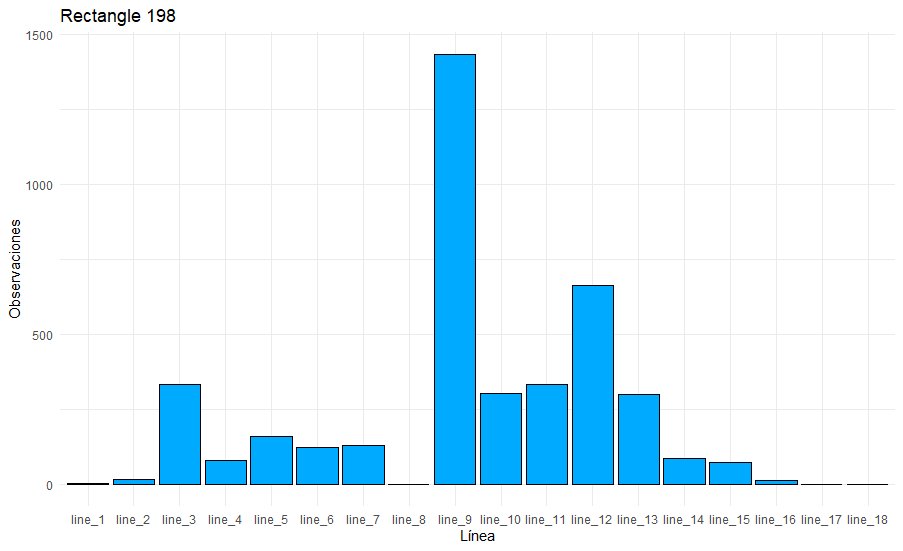 Rectangle 198
1500
1000
500
0
Observaciones
line_1 line_2 line_3 line_4 line_5 line_6 line_7 line_8 line_9 line_10 line_11 line_12 line_13 line_14 line_15 line_16 line_17 line_18
Línea